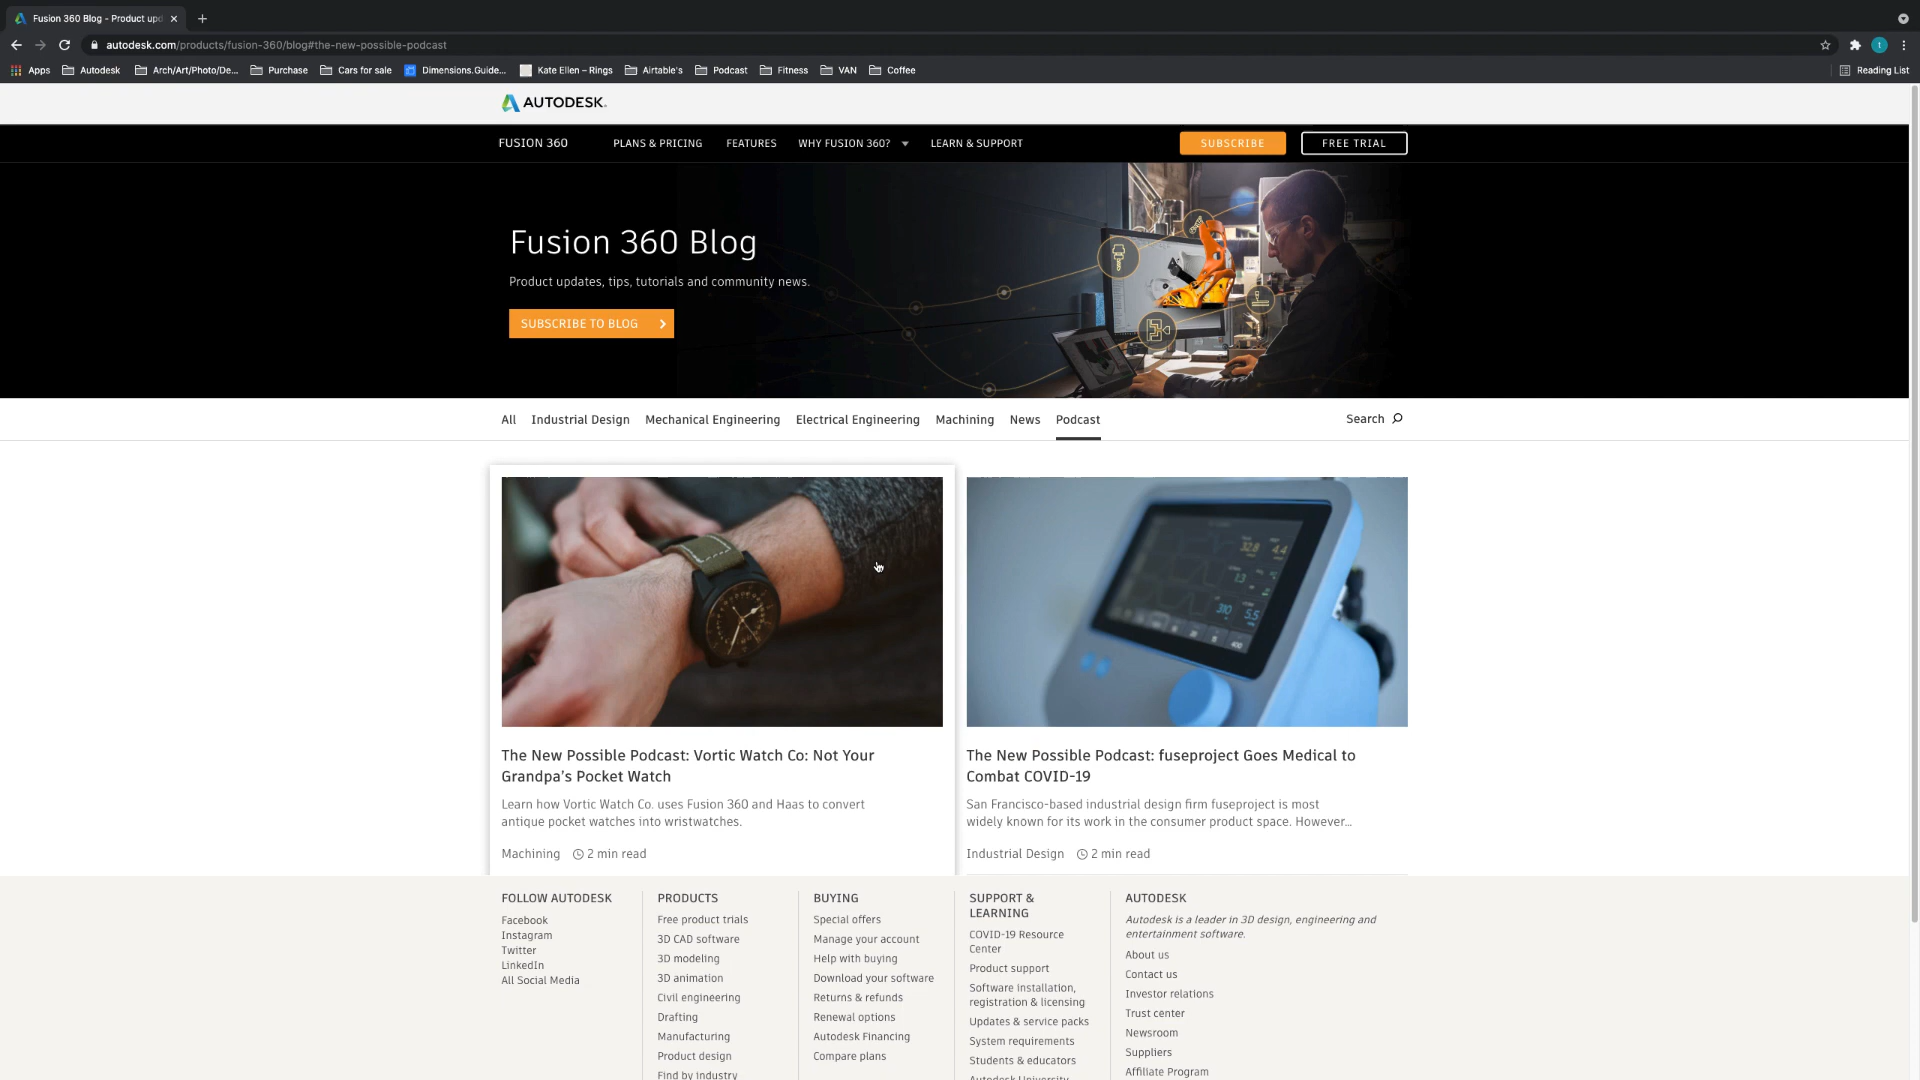 Fusion 360 Blog - Product upd
autodesk.com/products/fusion-360/blog#the-new-possible-podcast
Apps Autodesk Arch/Art/Photo/De... Purchase Cars for sale Dimensions.Guide... Kate Ellen – Rings Airtable's Podcast Fitness VAN Coffee Reading List
AUTODESK.
FUSION 360 PLANS & PRICING FEATURES WHY FUSION 360? LEARN & SUPPORT SUBSCRIBE FREE TRIAL
Fusion 360 Blog
Product updates, tips, tutorials and community news.
SUBSCRIBE TO BLOG
All Industrial Design Mechanical Engineering Electrical Engineering Machining News Podcast Search
The New Possible Podcast: Vortic Watch Co: Not Your
Grandpa's Pocket Watch
Learn how Vortic Watch Co. uses Fusion 360 and Haas to convert
antique pocket watches into wristwatches.
Machining 2 min read
The New Possible Podcast: fuseproject Goes Medical to
Combat COVID-19
San Francisco-based industrial design firm fuseproject is most
widely known for its work in the consumer product space. However...
Industrial Design 2 min read
FOLLOW AUTODESK
Facebook
Instagram
Twitter
LinkedIn
All Social Media
PRODUCTS
Free product trials
3D CAD software
3D modeling
3D animation
Civil engineering
Drafting
Manufacturing
Product design
Find by industry
BUYING
Special offers
Manage your account
Help with buying
Download your software
Returns & refunds
Renewal options
Autodesk Financing
Compare plans
SUPPORT &
LEARNING
COVID-19 Resource
Center
Product support
Software installation,
registration & licensing
Updates & service packs
System requirements
Students & educators
Autodesk University
AUTODESK
Autodesk is a leader in 3D design, engineering and
entertainment software.
About us
Contact us
Investor relations
Trust center
Newsroom
Suppliers
Affiliate Program